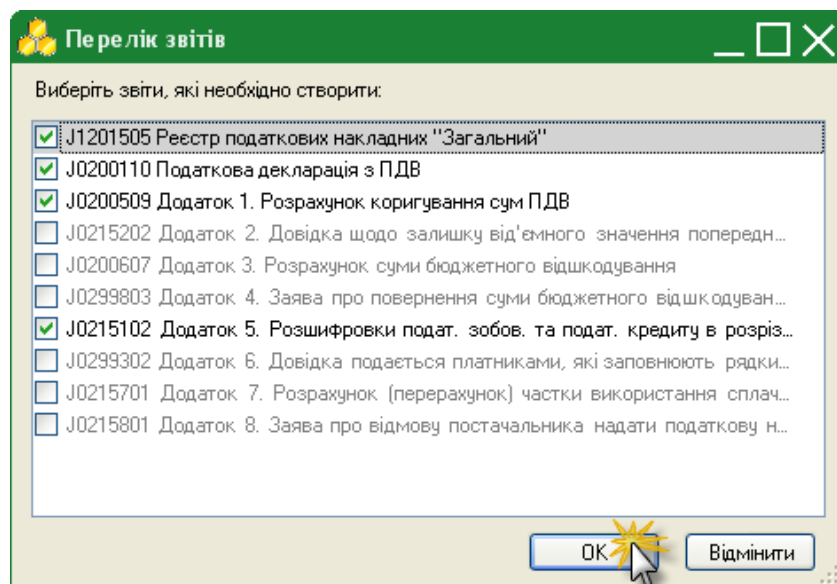 Перелік звітів
Виберіть звіти, які необхідно створити:
J1201505 Реєстр податкових накладних "Загальний"
J0200110 Податкова декларація з ПДВ
J0200509 Додаток 1. Розрахунок коригування сум ПДВ
J0215202 Додаток 2. Довідка щодо залишку від'ємного значення попередн...
J0200607 Додаток 3. Розрахунок суми бюджетного відшкодування
J0299803 Додаток 4. Заява про повернення суми бюджетного відшкодуван...
J0215102 Додаток 5. Розшифровки подат. зобов. та подат. кредиту в розріз...
J0299302 Додаток 6. Довідка подається платниками, які заповнюють рядки...
J0215701 Додаток 7. Розрахунок (перерахунок) частки використання сплач...
J0215801 Додаток 8. Заява про відмову постачальника надати податкову н...
OK Відмінити